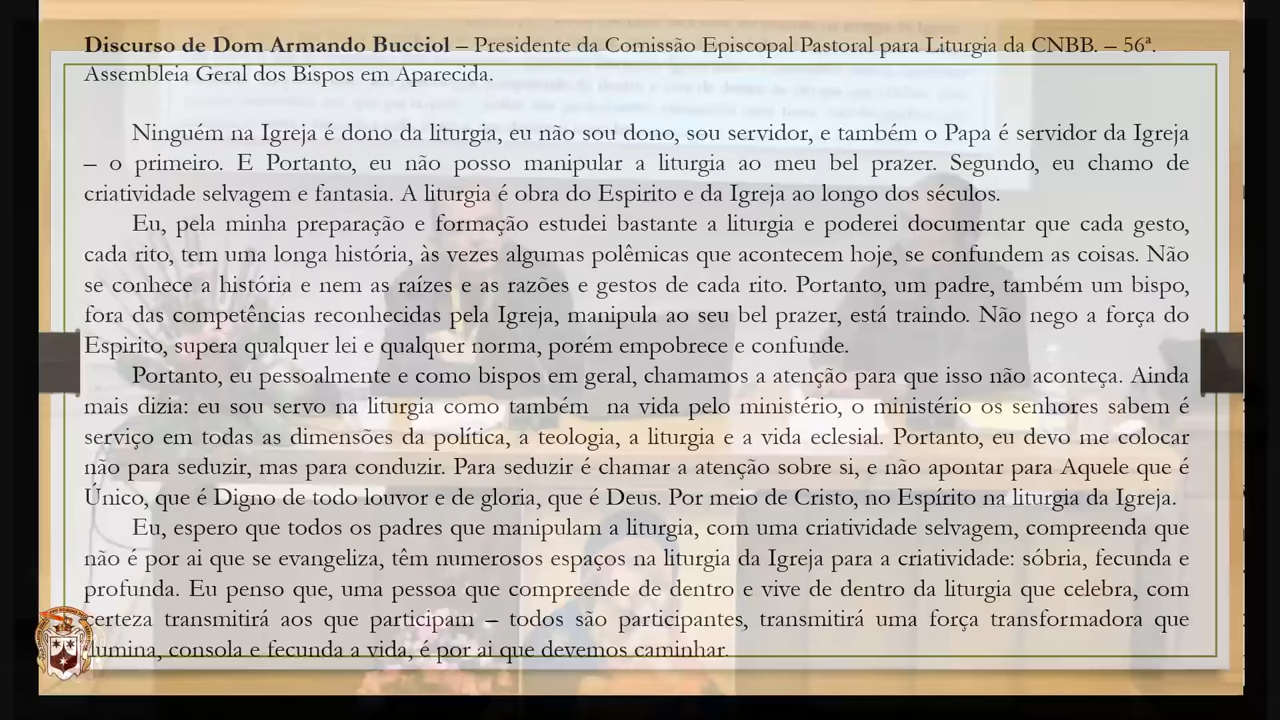 Discurso de Dom Armando Bucciol – Presidente da Comissão Episcopal Pastoral para Liturgia da CNBB. – 56ª.
Assembleia Geral dos Bispos em Aparecida.
Ninguém na Igreja é dono da liturgia, eu não sou dono, sou servidor, e também o Papa é servidor da Igreja
– o primeiro. E Portanto, eu não posso manipular a liturgia ao meu bel prazer. Segundo, eu chamo de
criatividade selvagem e fantasia. A liturgia é obra do Espirito e da Igreja ao longo dos séculos.
Eu, pela minha preparação e formação estudei bastante a liturgia e poderei documentar que cada gesto,
cada rito, tem uma longa história, às vezes algumas polêmicas que acontecem hoje, se confundem as coisas. Não
se conhece a história e nem as raízes e as razões e gestos de cada rito. Portanto, um padre, também um bispo,
fora das competências reconhecidas pela Igreja, manipula ao seu bel prazer, está traindo. Não nego a força do
Espirito, supera qualquer lei e qualquer norma, porém empobrece e confunde.
Portanto, eu pessoalmente e como bispos em geral, chamamos a atenção para que isso não aconteça. Ainda
mais dizia: eu sou servo na liturgia como também na vida pelo ministério, o ministério os senhores sabem é
serviço em todas as dimensões da política, a teologia, a liturgia e a vida eclesial. Portanto, eu devo me colocar
não para seduzir, mas para conduzir. Para seduzir é chamar a atenção sobre si, e não apontar para Aquele que é
Único, que é Digno de todo louvor e de gloria, que é Deus. Por meio de Cristo, no Espírito na liturgia da Igreja.
Eu, espero que todos os padres que manipulam a liturgia, com uma criatividade selvagem, compreenda que
não é por ai que se evangeliza, têm numerosos espaços na liturgia da Igreja para a criatividade: sóbria, fecunda e
profunda. Eu penso que, uma pessoa que compreende de dentro e vive de dentro da liturgia que celebra, com
certeza transmitirá aos que participam – todos são participantes, transmitirá uma força transformadora que
ilumina, consola e fecunda a vida, é por ai que devemos caminhar.